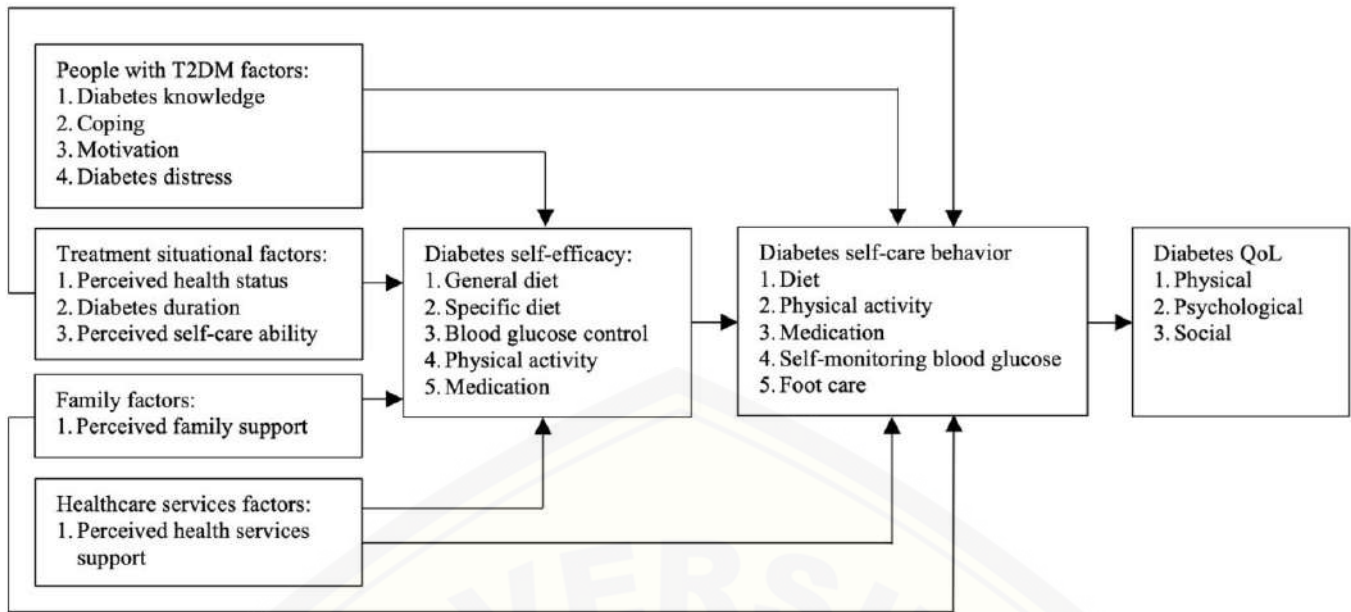 People with T2DM factors:
1. Diabetes knowledge
2. Coping
3. Motivation
4. Diabetes distress
Treatment situational factors:
1. Perceived health status
2. Diabetes duration
3. Perceived self-care ability
Family factors:
1. Perceived family support
Healthcare services factors:
1. Perceived health services
support
Diabetes self-efficacy:
1. General diet
2. Specific diet
3. Blood glucose control
4. Physical activity
5. Medication
Diabetes self-care behavior
1. Diet
2. Physical activity
3. Medication
4. Self-monitoring blood glucose
5. Foot care
Diabetes QoL
1. Physical
2. Psychological
3. Social